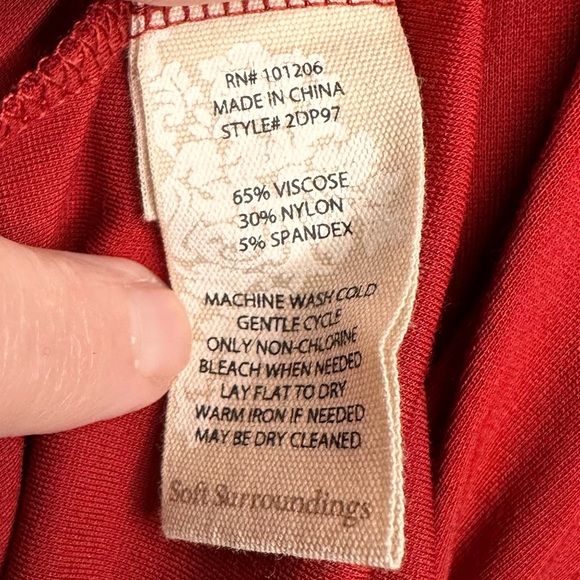 RN# 101206
MADE IN CHINA
STYLE# 2DP97
65% VISCOSE
30% NYLON
5% SPANDEX
MACHINE WASH COLD
GENTLE CYCLE
ONLY NON-CHLORINE
BLEACH WHEN NEEDED
LAY FLAT TO DRY
WARM IRON IF NEEDED
MAY BE DRY CLEANED
Soft Surroundings